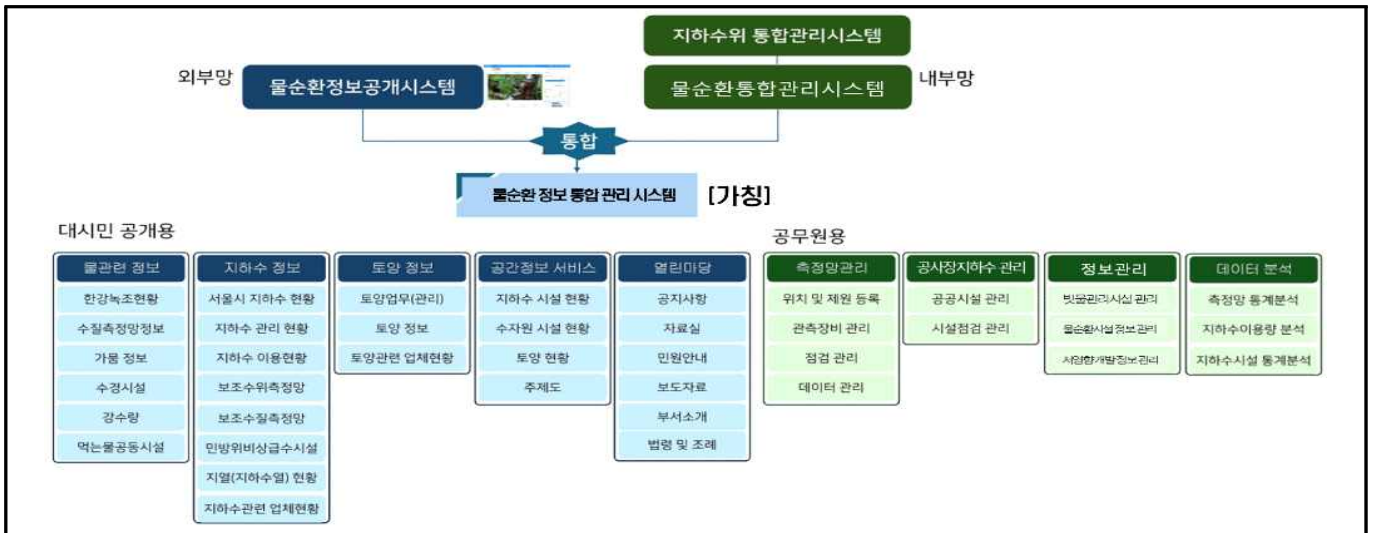 지하수위 통합관리시스템
외부망
물순환정보공개시스템
물순환통합관리시스템
내부망
통합
물순환 정보 통합 관리 시스템
[가칭]
대시민 공개용
물관련 정보
한강녹조현황
수질측정망정보
가뭄 정보
수경시설
강수량
먹는물공동시설
지하수 정보
서울시 지하수 현황
지하수 관리 현황
지하수 이용현황
보조수위측정망
보조수질측정망
민방위비상급수시설
지열(지하수열) 현황
지하수관련 업체현황
토양 정보
토양업무(관리)
토양 정보
토양관련 업체현황
공간정보 서비스
지하수 시설 현황
수자원 시설 현황
토양 현황
주제도
열린마당
공지사항
자료실
민원안내
보도자료
부서소개
법령 및 조례
공무원용
측정망관리
위치 및 제원 등록
관측장비 관리
점검 관리
데이터 관리
공사장지하수 관리
공공시설 관리
시설점검 관리
정보관리
빗물관리시설 관리
물순환시설정보관리
저영향개발정보관리
데이터 분석
측정망 통계분석
지하수이용량 분석
지하수시설 통계분석